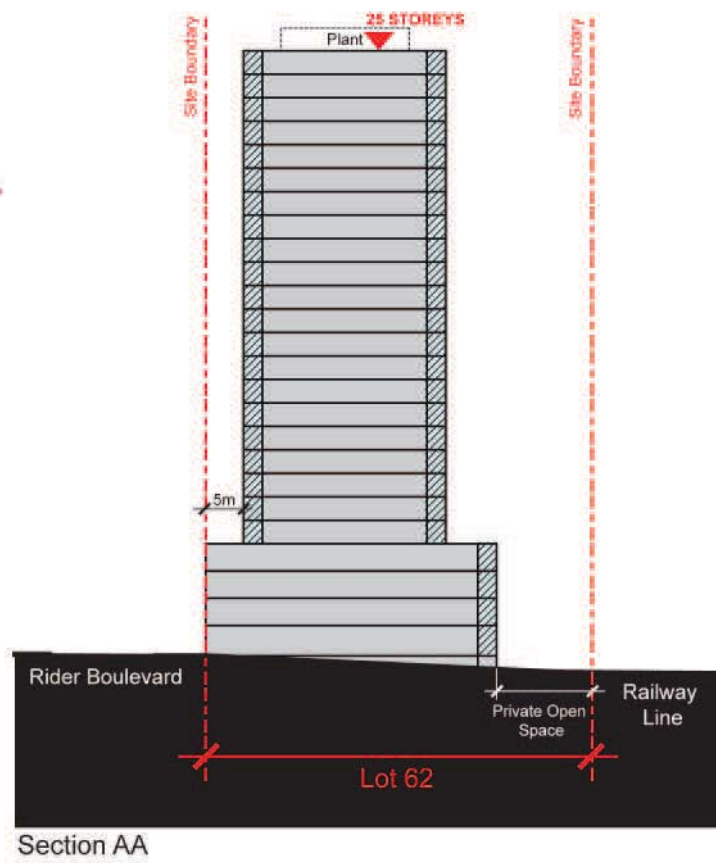 25 STOREYS
Plant
Site Boundary
Site Boundary
5m
Rider Boulevard
Private Open
Space
Railway
Line
Lot 62
Section AA